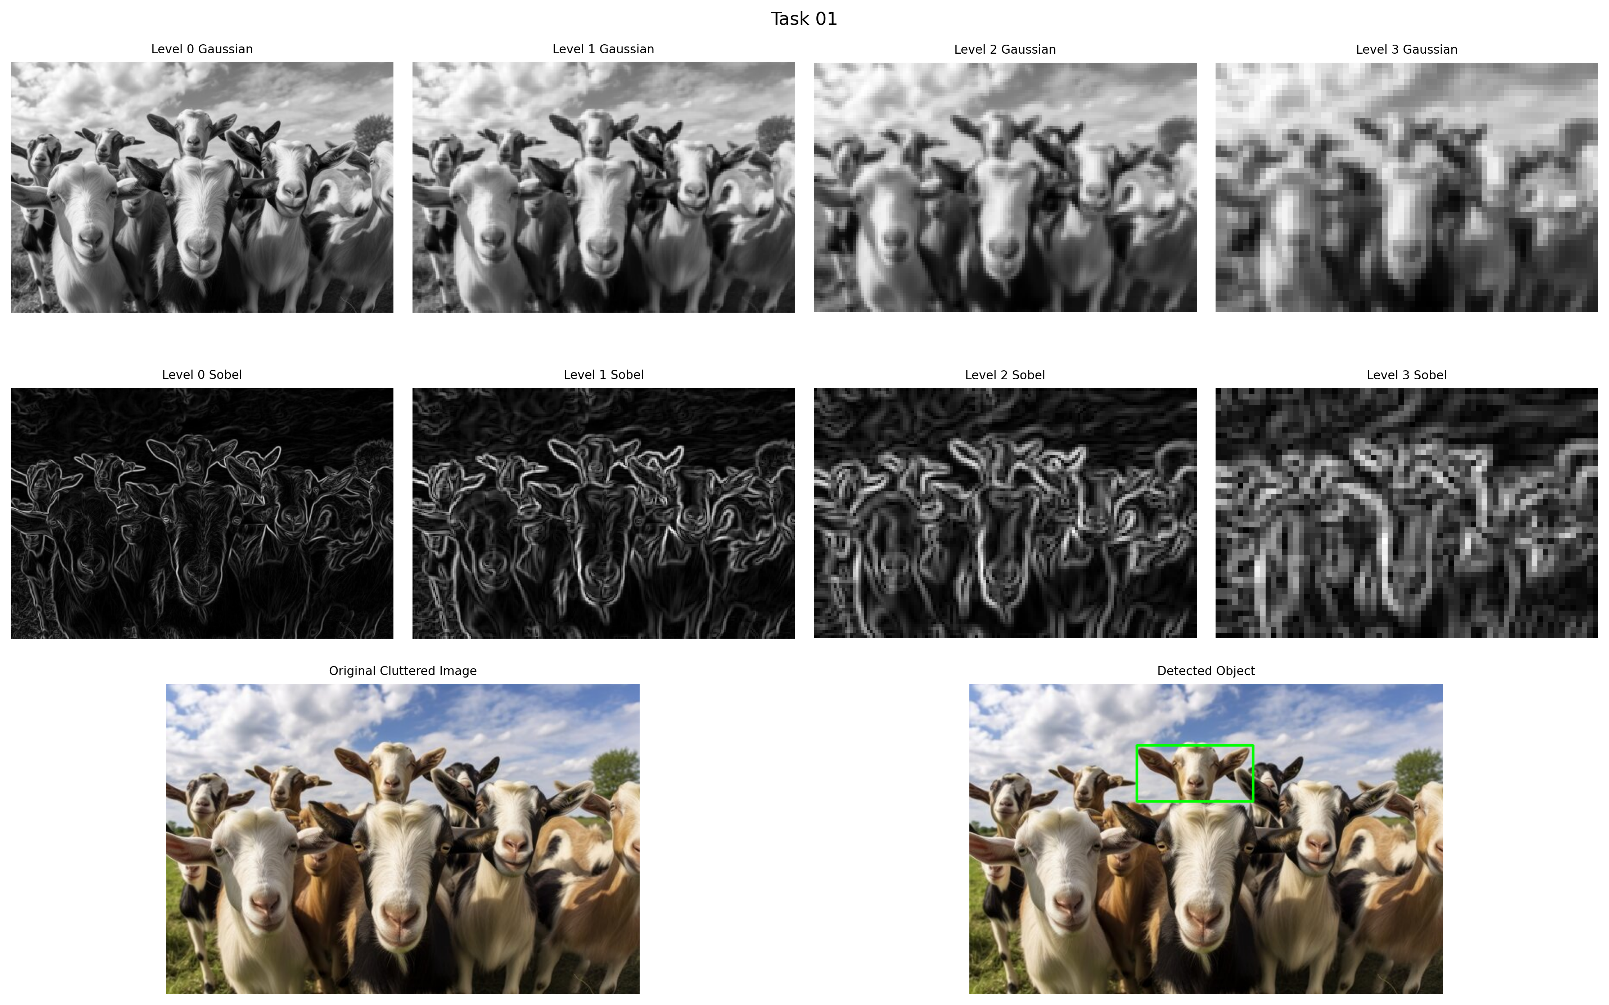 Task 01
Level 0 Gaussian
Level 1 Gaussian
Level 2 Gaussian
Level 3 Gaussian
Level 0 Sobel
Level 1 Sobel
Level 2 Sobel
Level 3 Sobel
Original Cluttered Image
Detected Object